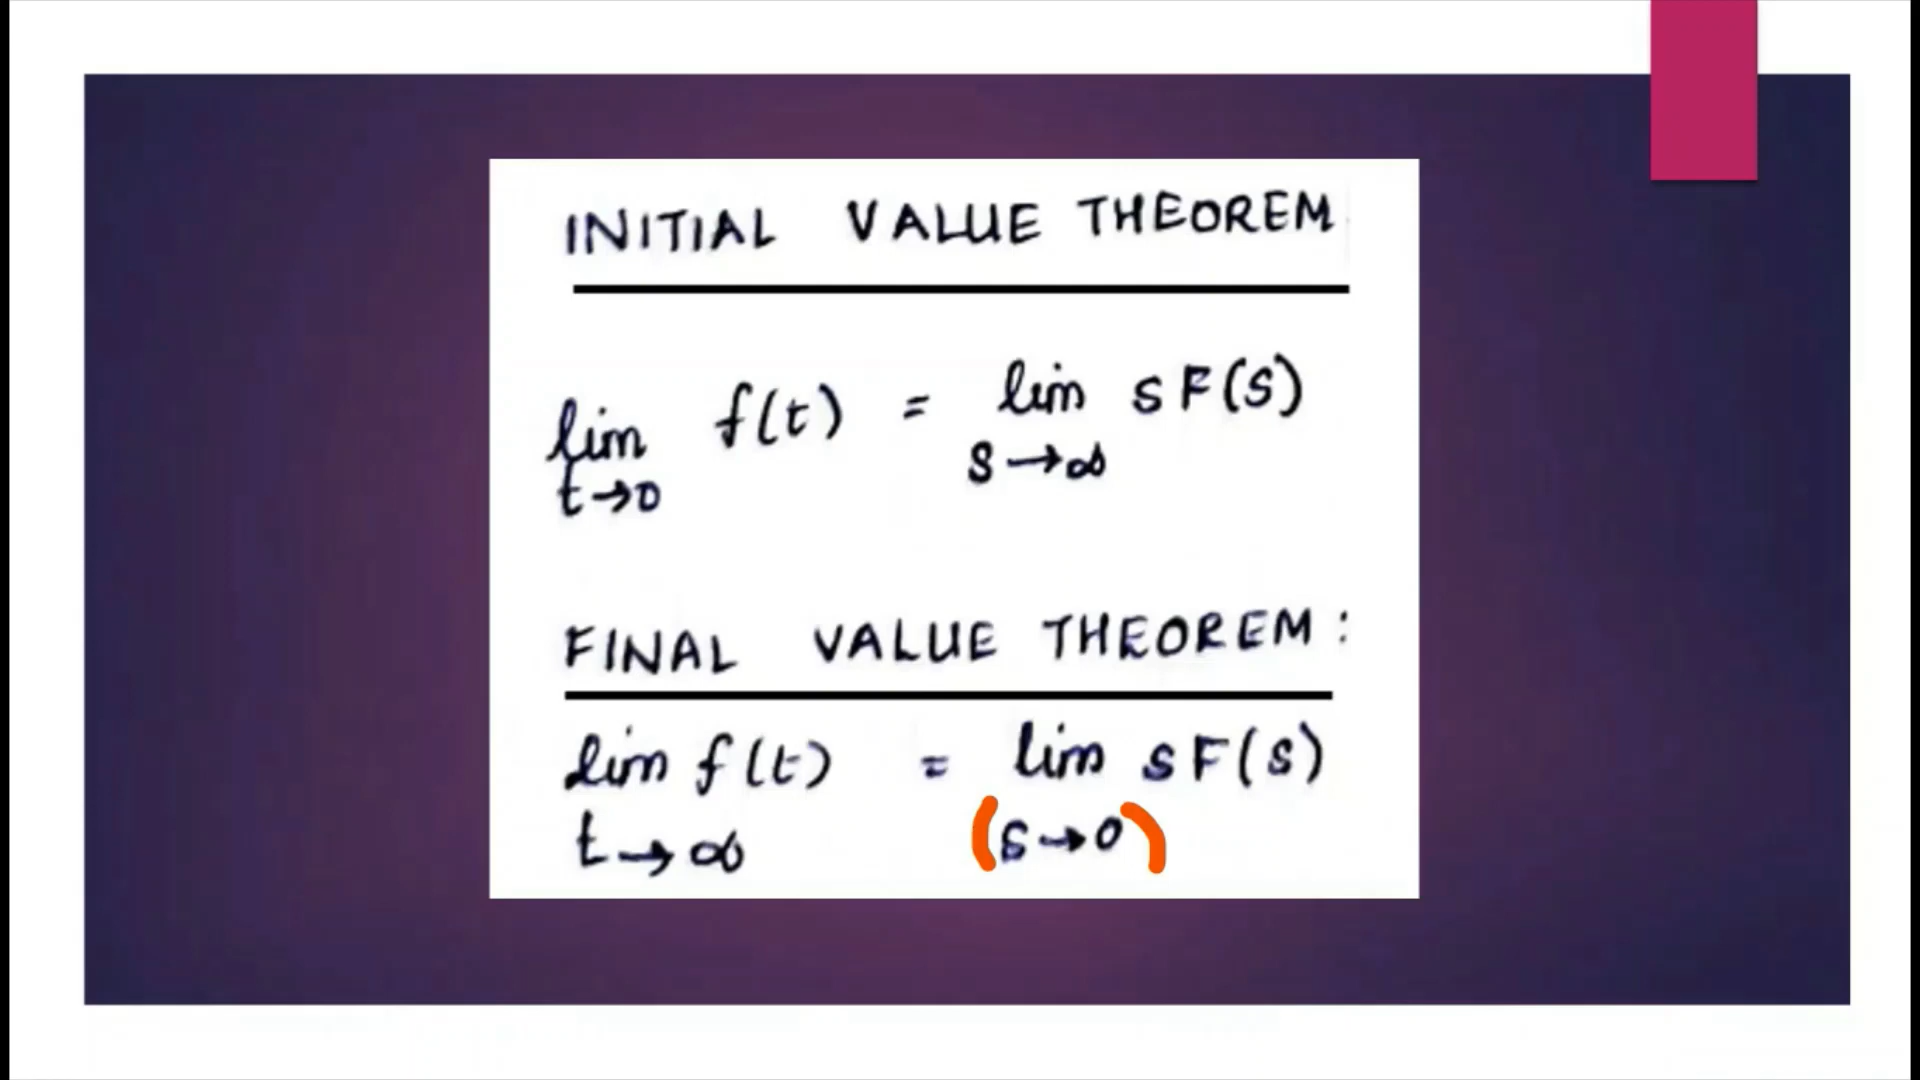 INITIAL VALUE THEOREM
lim f(t) = lim sF(s)
t→0 s→∞
FINAL VALUE THEOREM:
lim f(t) = lim sF(s)
t→∞ (s→0)